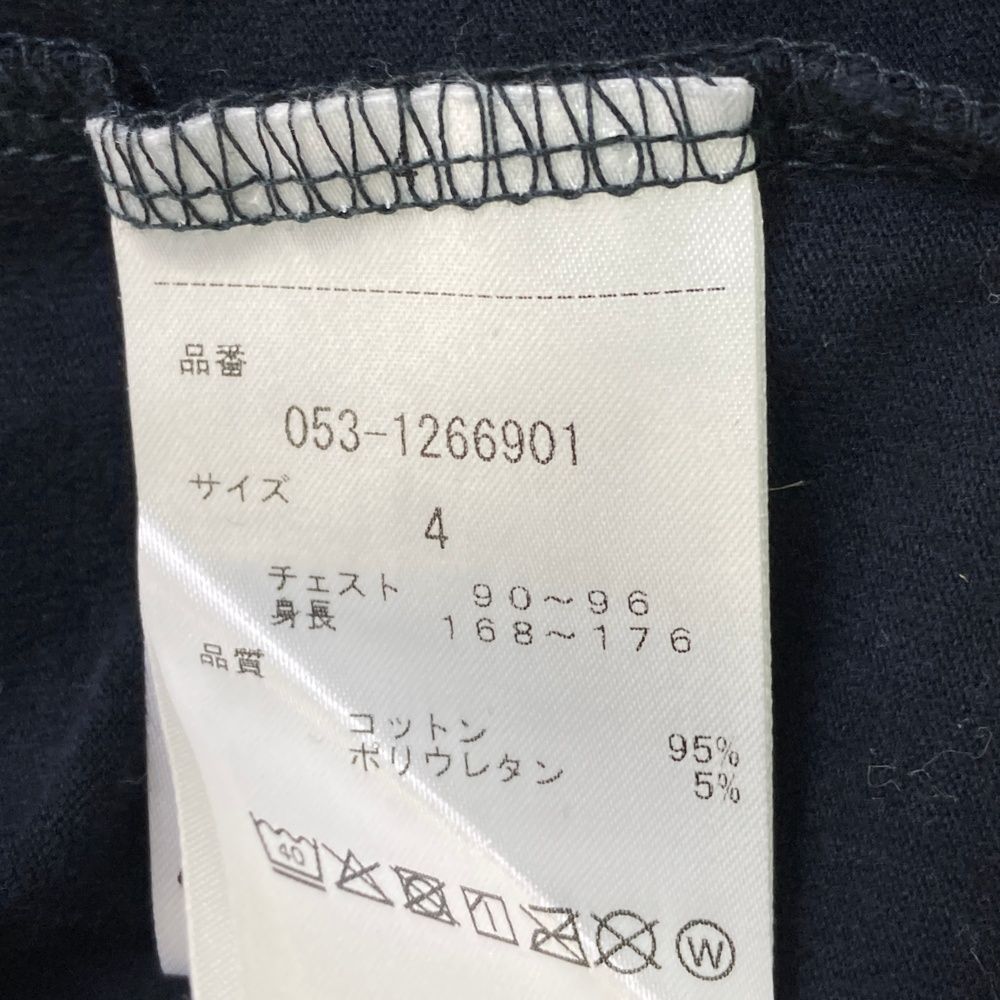 品番
053-1266901
サイズ
4
チェスト 90～96
身長 168～176
品質
コットン 95%
ポリウレタン 5%
W